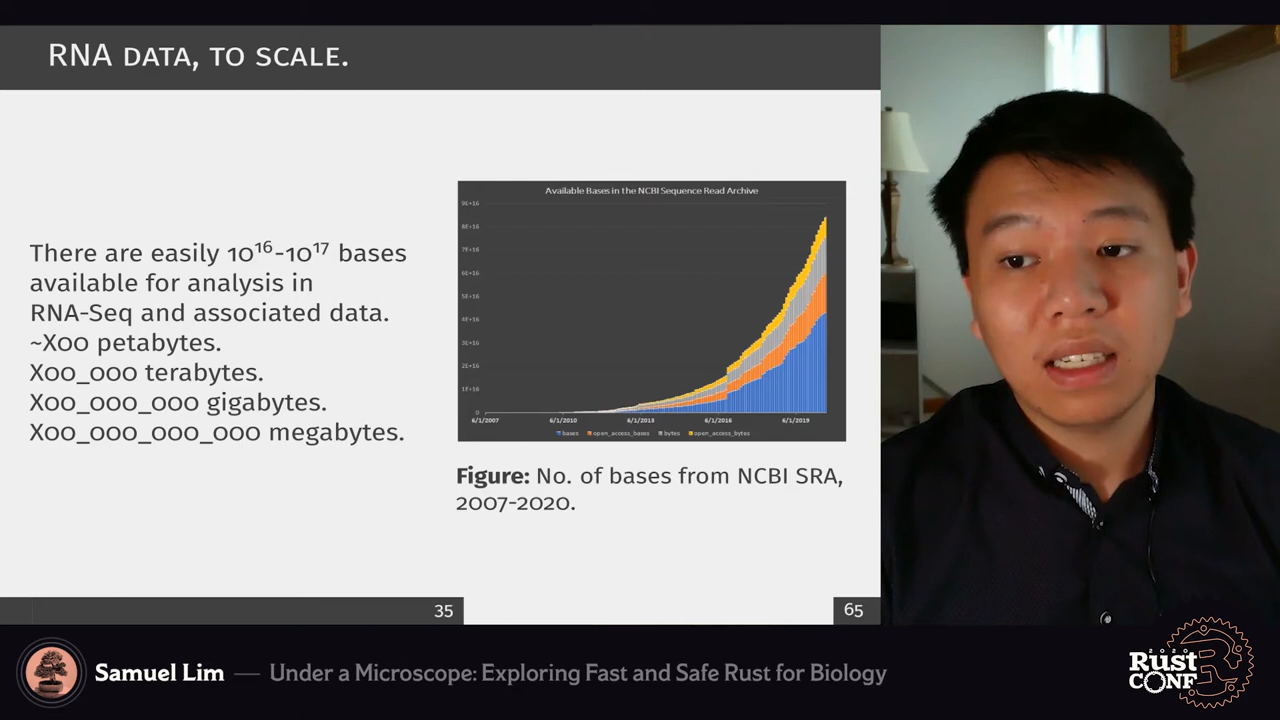 RNA DATA, TO SCALE.
There are easily 10¹⁶-10¹⁷ bases
available for analysis in
RNA-Seq and associated data.
~X00 petabytes.
X00_000 terabytes.
X00_000_000 gigabytes.
X00_000_000_000 megabytes.
Available Bases in the NCBI Sequence Read Archive
9E+16
8E+16
7E+16
6E+16
5E+16
4E+16
3E+16
2E+16
1E+16
0
6/1/2007 6/1/2010 6/1/2013 6/1/2016 6/1/2019
bases open_access_bases bytes open_access_bytes
Figure: No. of bases from NCBI SRA,
2007-2020.
35 65
Samuel Lim — Under a Microscope: Exploring Fast and Safe Rust for Biology
2020
Rust
CONF
R